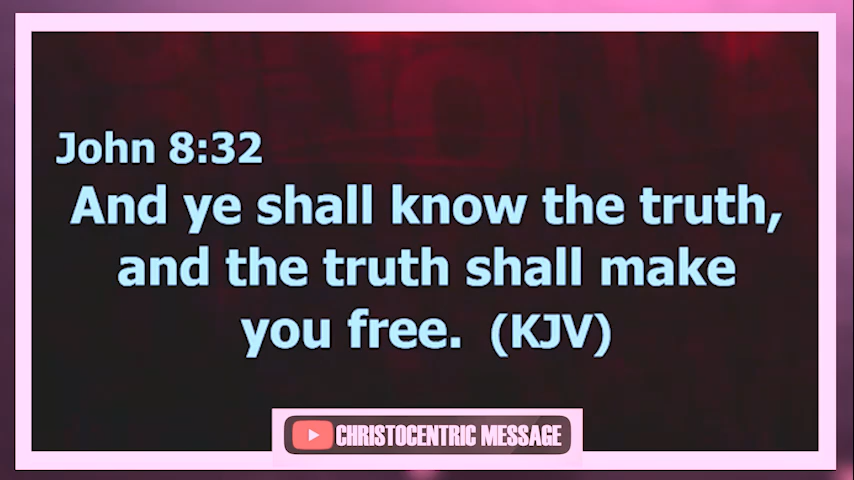 John 8:32
And ye shall know the truth,
and the truth shall make
you free. (KJV)
CHRISTOCENTRIC MESSAGE